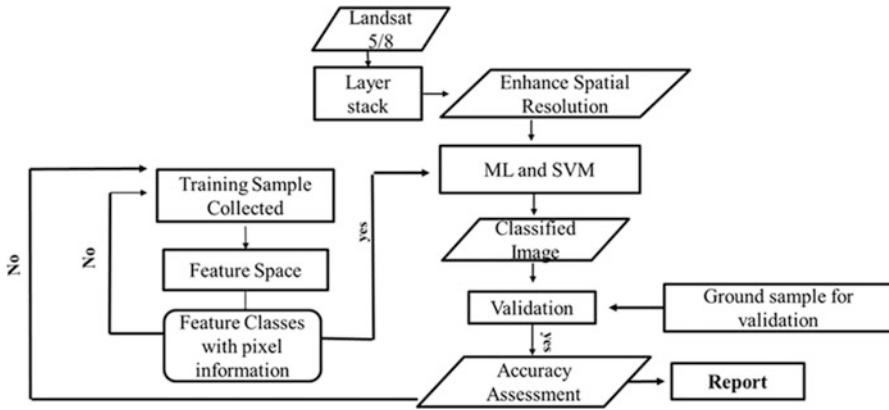 Landsat
5/8
Layer
stack
Enhance Spatial
Resolution
ML and SVM
Training Sample
Collected
Classified
Image
Feature Space
Validation
Ground sample for
validation
Feature Classes
with pixel
information
Accuracy
Assessment
Report
No
No
yes
yes